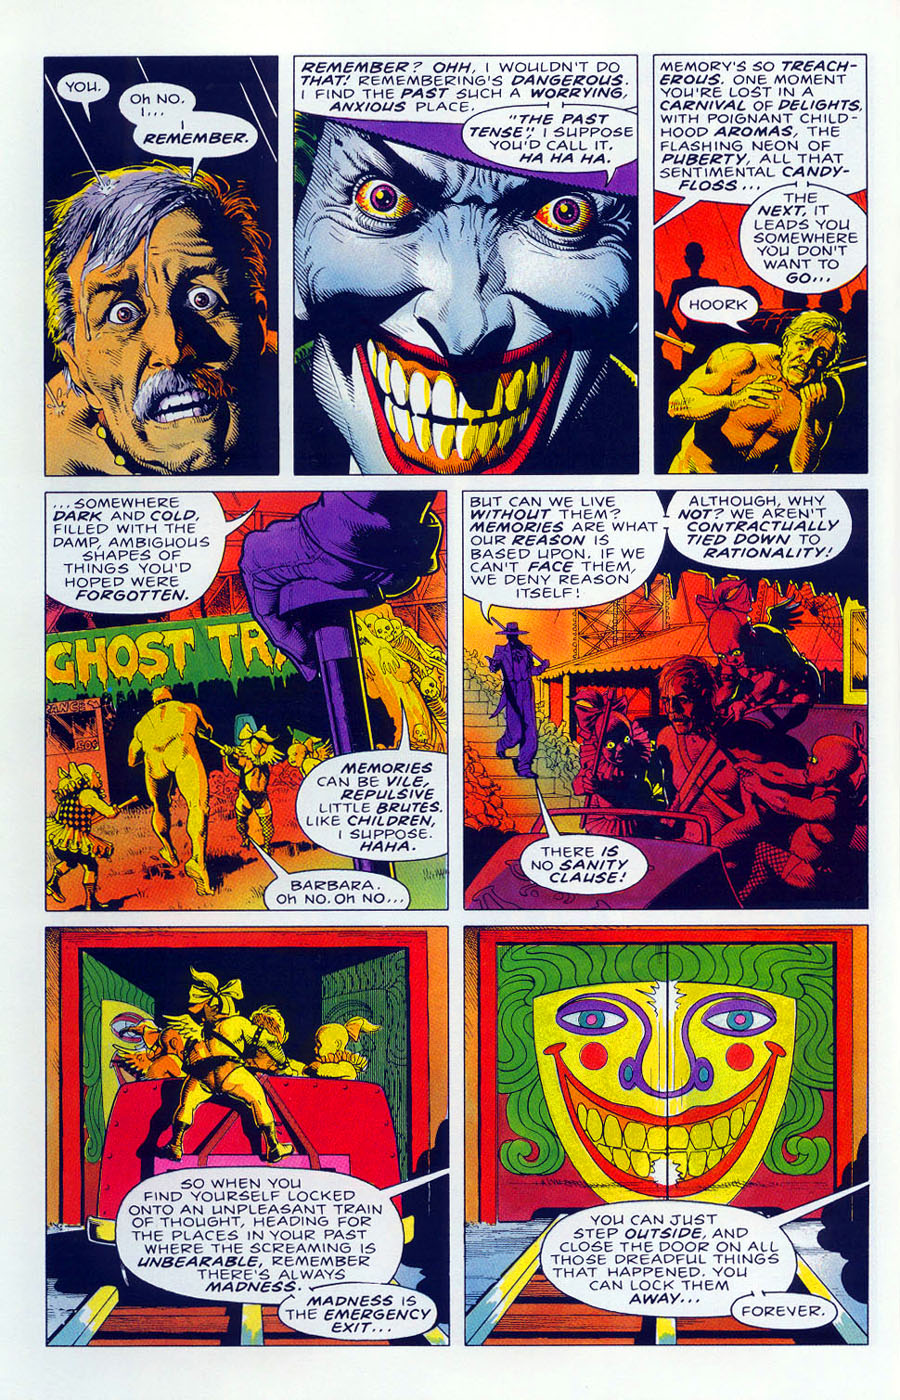 YOU.
OH NO.
I...
I
REMEMBER.
REMEMBER? OHH, I WOULDN'T DO
THAT! REMEMBERING'S DANGEROUS.
I FIND THE PAST SUCH A WORRYING,
ANXIOUS PLACE.
"THE PAST
TENSE", I SUPPOSE
YOU'D CALL IT.
HA HA HA.
MEMORY'S SO TREACH-
EROUS. ONE MOMENT
YOU'RE LOST IN A
CARNIVAL OF DELIGHTS,
WITH POIGNANT CHILD-
HOOD AROMAS, THE
FLASHING NEON OF
PUBERTY, ALL THAT
SENTIMENTAL CANDY-
FLOSS...
THE
NEXT, IT
LEADS YOU
SOMEWHERE
YOU DON'T
WANT TO
GO...
HOORK
...SOMEWHERE
DARK AND COLD,
FILLED WITH THE
DAMP, AMBIGUOUS
SHAPES OF
THINGS YOU'D
HOPED WERE
FORGOTTEN.
GHOST TR
ANCE
50¢
MEMORIES
CAN BE VILE,
REPULSIVE
LITTLE BRUTES.
LIKE CHILDREN,
I SUPPOSE.
HAHA.
BARBARA.
OH NO. OH NO...
BUT CAN WE LIVE
WITHOUT THEM?
MEMORIES ARE WHAT
OUR REASON IS
BASED UPON. IF WE
CAN'T FACE THEM,
WE DENY REASON
ITSELF!
ALTHOUGH, WHY
NOT? WE AREN'T
CONTRACTUALLY
TIED DOWN TO
RATIONALITY!
THERE IS
NO SANITY
CLAUSE!
SO WHEN YOU
FIND YOURSELF LOCKED
ONTO AN UNPLEASANT TRAIN
OF THOUGHT, HEADING FOR
THE PLACES IN YOUR PAST
WHERE THE SCREAMING IS
UNBEARABLE, REMEMBER
THERE'S ALWAYS
MADNESS.
MADNESS IS
THE EMERGENCY
EXIT...
YOU CAN JUST
STEP OUTSIDE, AND
CLOSE THE DOOR ON ALL
THOSE DREADFUL THINGS
THAT HAPPENED. YOU
CAN LOCK THEM
AWAY...
FOREVER.